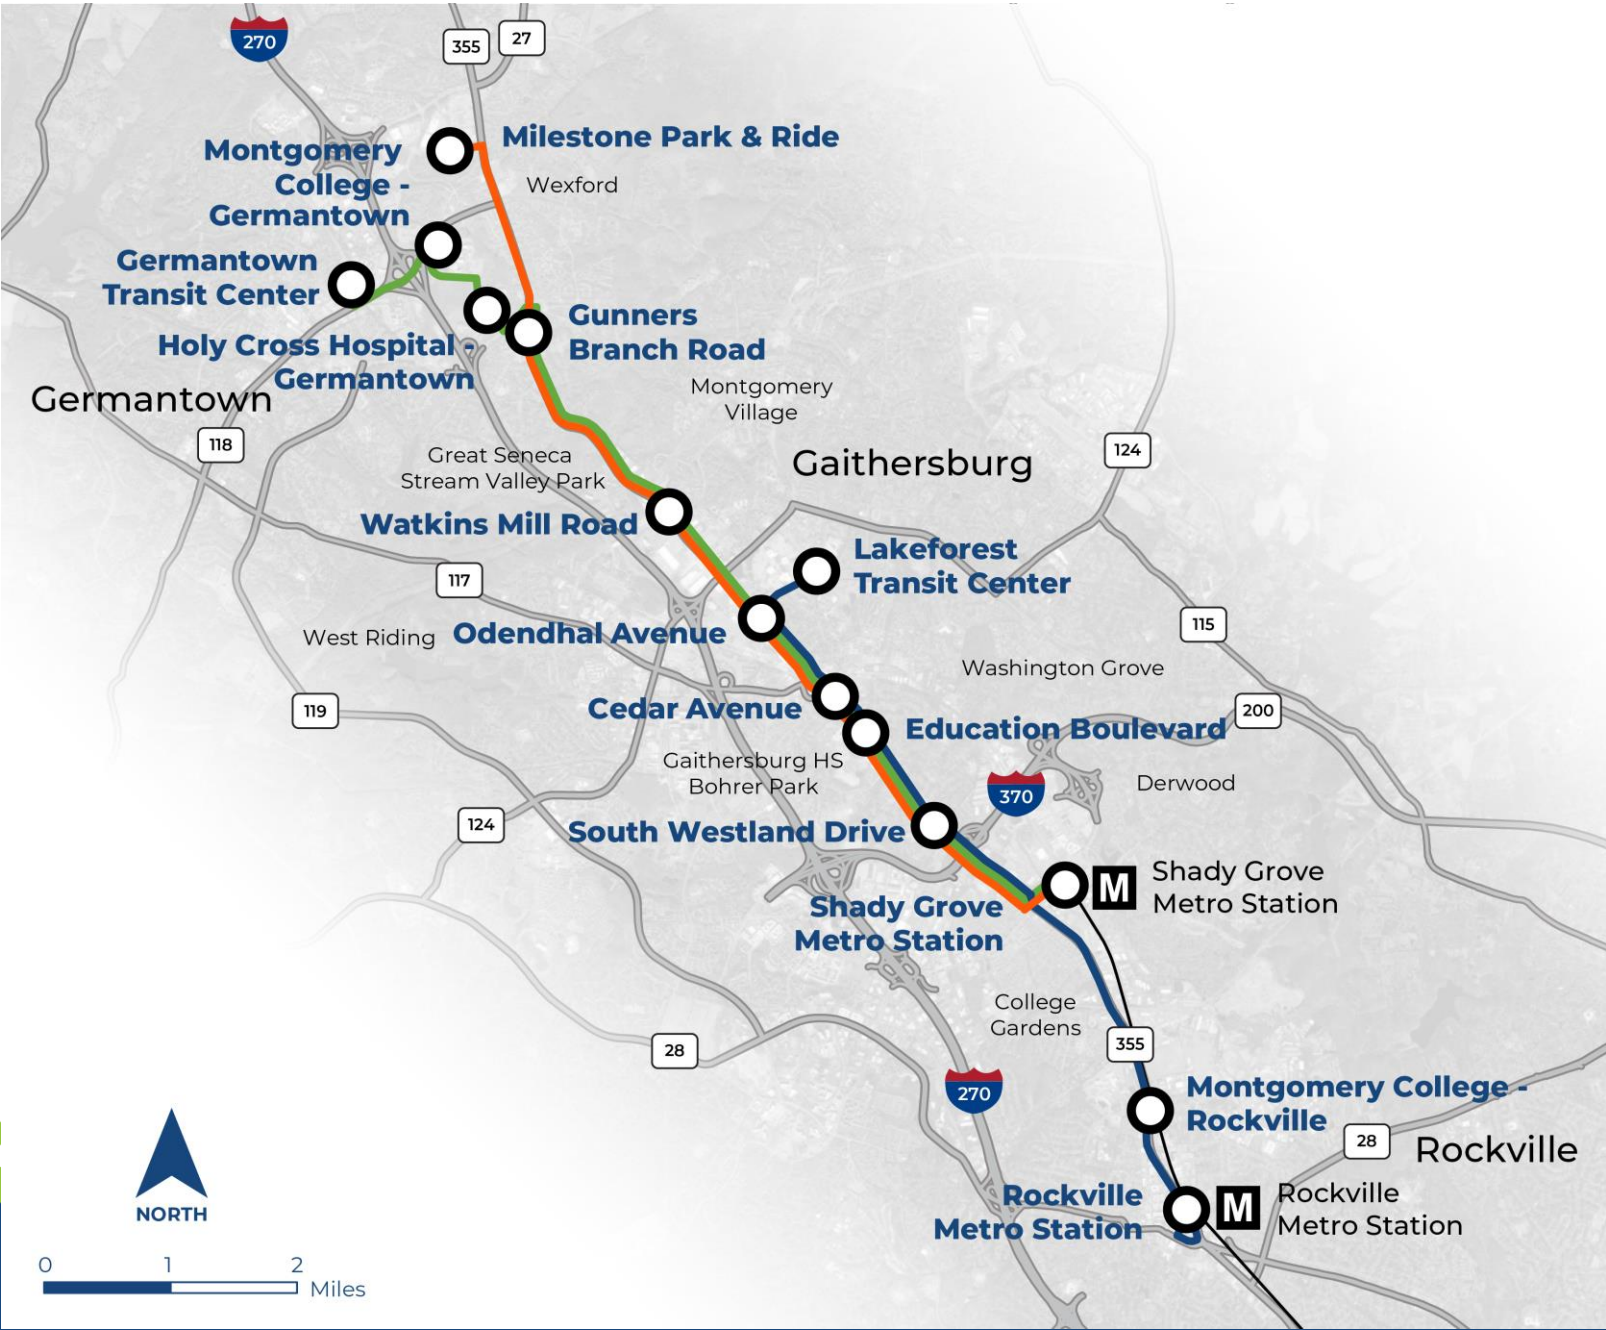 270
355
27
Milestone Park & Ride
Montgomery
College -
Germantown
Wexford
Germantown
Transit Center
Gunners
Branch Road
Holy Cross Hospital -
Germantown
Germantown
Montgomery
Village
118
Great Seneca
Stream Valley Park
Gaithersburg
124
Watkins Mill Road
Lakeforest
Transit Center
117
115
West Riding
Odendhal Avenue
Washington Grove
119
Cedar Avenue
200
Education Boulevard
Gaithersburg HS
Bohrer Park
370
Derwood
124
South Westland Drive
M
Shady Grove
Metro Station
Shady Grove
Metro Station
College
Gardens
28
355
270
Montgomery College -
Rockville
28
Rockville
NORTH
Rockville
Metro Station
M
Rockville
Metro Station
0 1 2
Miles